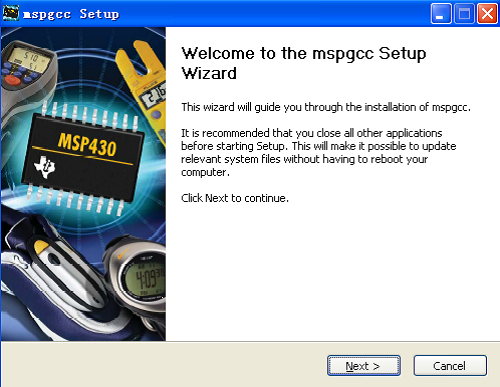 mspgcc Setup
Welcome to the mspgcc Setup
Wizard
This wizard will guide you through the installation of mspgcc.
It is recommended that you close all other applications
before starting Setup. This will make it possible to update
relevant system files without having to reboot your
computer.
Click Next to continue.
MSP430
4:09
Next >
Cancel